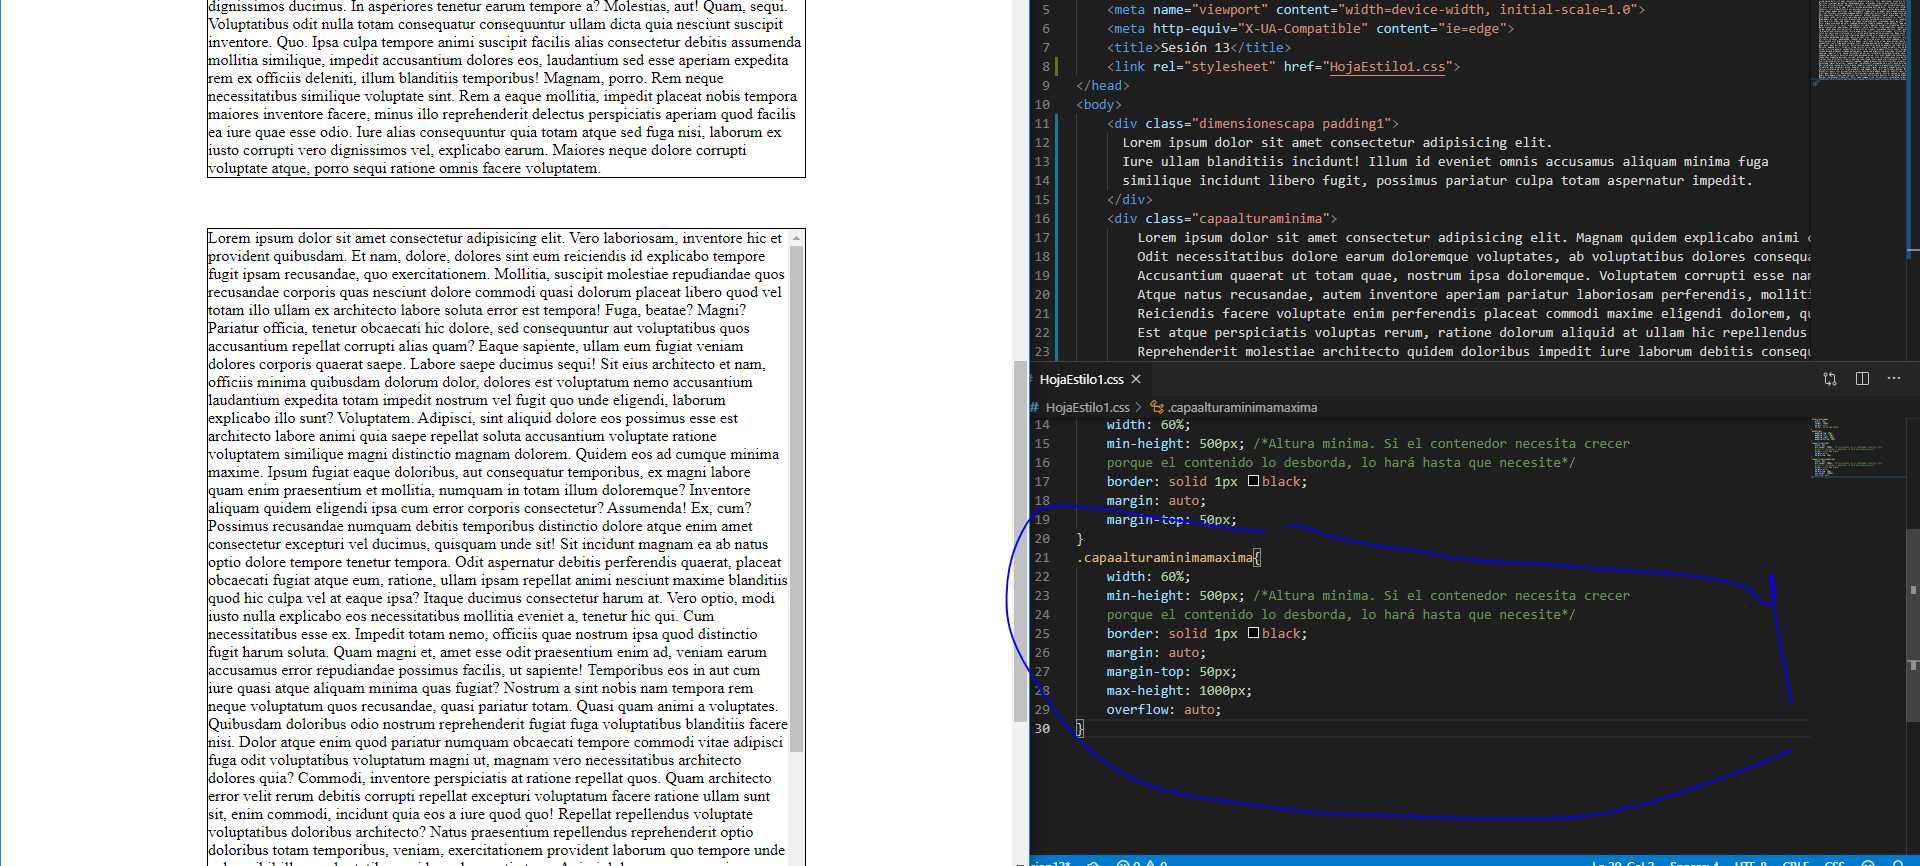 dignissimos ducimus. In asperiores tenetur earum tempore a? Molestias, aut! Quam, sequi.
Voluptatibus odit nulla totam consequatur consequuntur ullam dicta quia nesciunt suscipit
inventore. Quo. Ipsa culpa tempore animi suscipit facilis alias consectetur debitis assumenda
mollitia similique, impedit accusantium dolores eos, laudantium sed esse aperiam expedita
rem ex officiis deleniti, illum blanditiis temporibus! Magnam, porro. Rem neque
necessitatibus similique voluptate sint. Rem a eaque mollitia, impedit placeat nobis tempora
maiores inventore facere, minus illo reprehenderit delectus perspiciatis aperiam quod facilis
ea iure quae esse odio. Iure alias consequuntur quia totam atque sed fuga nisi, laborum ex
iusto corrupti vero dignissimos vel, explicabo earum. Maiores neque dolore corrupti
voluptate atque, porro sequi ratione omnis facere voluptatem.
Lorem ipsum dolor sit amet consectetur adipisicing elit. Vero laboriosam, inventore hic et
provident quibusdam. Et nam, dolore, dolores sint eum reiciendis id explicabo tempore
fugit ipsam recusandae, quo exercitationem. Mollitia, suscipit molestiae repudiandae quos
recusandae corporis quas nesciunt dolore commodi quasi dolorum placeat libero quod vel
totam illo ullam ex architecto labore soluta error est tempora! Fuga, beatae? Magni?
Pariatur officia, tenetur obcaecati hic dolore, sed consequuntur aut voluptatibus quos
accusantium repellat corrupti alias quam? Eaque sapiente, ullam eum fugiat veniam
dolores corporis quaerat saepe. Labore saepe ducimus sequi! Sit eius architecto et nam,
officiis minima quibusdam dolorum dolor, dolores est voluptatum nemo accusantium
laudantium expedita totam impedit nostrum vel fugit quo unde eligendi, laborum
explicabo illo sunt? Voluptatem. Adipisci, sint aliquid dolore eos possimus esse est
architecto labore animi quia saepe repellat soluta accusantium voluptate ratione
voluptatem similique magni distinctio magnam dolorem. Quidem eos ad cumque minima
maxime. Ipsum fugiat eaque doloribus, aut consequatur temporibus, ex magni labore
quam enim praesentium et mollitia, numquam in totam illum doloremque? Inventore
aliquam quidem eligendi ipsa cum error corporis consectetur? Assumenda! Ex, cum?
Possimus recusandae numquam debitis temporibus distinctio dolore atque enim amet
consectetur excepturi vel ducimus, quisquam unde sit! Sit incidunt magnam ea ab natus
optio dolore tempore tenetur tempora. Odit aspernatur debitis perferendis quaerat, placeat
obcaecati fugiat atque eum, ratione, ullam ipsam repellat animi nesciunt maxime blanditiis
quod hic culpa vel at eaque ipsa? Itaque ducimus consectetur harum at. Vero optio, modi
iusto nulla explicabo eos necessitatibus mollitia eveniet a, tenetur hic qui. Cum
necessitatibus esse ex. Impedit totam nemo, officiis quae nostrum ipsa quod distinctio
fugit harum soluta. Quam magni et, amet esse odit praesentium enim ad, veniam earum
accusamus error repudiandae possimus facilis, ut sapiente! Temporibus eos in aut cum
iure quasi atque aliquam minima quas fugiat? Nostrum a sint nobis nam tempora rem
neque voluptatum quos recusandae, quasi pariatur totam. Quasi quam animi a voluptates.
Quibusdam doloribus odio nostrum reprehenderit fugiat fuga voluptatibus blanditiis facere
nisi. Dolor atque enim quod pariatur numquam obcaecati tempore commodi vitae adipisci
fuga odit voluptatibus voluptatum magni ut, magnam vero necessitatibus architecto
dolores quia? Commodi, inventore perspiciatis at ratione repellat quos. Quam architecto
error velit rerum debitis corrupti repellat excepturi voluptatum facere ratione ullam sunt
sit, enim commodi, incidunt quia eos a iure quod quo! Repellat repellendus voluptate
voluptatibus doloribus architecto? Natus praesentium repellendus reprehenderit optio
doloribus totam temporibus, veniam, exercitationem provident laborum quo tempore unde
5 <meta name="viewport" content="width=device-width, initial-scale=1.0">
6 <meta http-equiv="X-UA-Compatible" content="ie=edge">
7 <title>Sesión 13</title>
8 <link rel="stylesheet" href="HojaEstilo1.css">
9 </head>
10 <body>
11 <div class="dimensionescapa padding1">
12 Lorem ipsum dolor sit amet consectetur adipisicing elit.
13 Iure ullam blanditiis incidunt! Illum id eveniet omnis accusamus aliquam minima fuga
14 similique incidunt libero fugit, possimus pariatur culpa totam aspernatur impedit.
15 </div>
16 <div class="capaalturaminima">
17 Lorem ipsum dolor sit amet consectetur adipisicing elit. Magnam quidem explicabo animi
18 Odit necessitatibus dolore earum doloremque voluptates, ab voluptatibus dolores consequa
19 Accusantium quaerat ut totam quae, nostrum ipsa doloremque. Voluptatem corrupti esse nam
20 Atque natus recusandae, autem inventore aperiam pariatur laboriosam perferendis, molliti
21 Reiciendis facere voluptate enim perferendis placeat commodi maxime eligendi dolorem, qu
22 Est atque perspiciatis voluptas rerum, ratione dolorum aliquid at ullam hic repellendus
23 Reprehenderit molestiae architecto quidem doloribus impedit iure laborum debitis consequ
HojaEstilo1.css
# HojaEstilo1.css > .capaalturaminimamaxima
14 width: 60%;
15 min-height: 500px; /*Altura minima. Si el contenedor necesita crecer
16 porque el contenido lo desborda, lo hará hasta que necesite*/
17 border: solid 1px black;
18 margin: auto;
19 margin-top: 50px;
20 }
21 .capaalturaminimamaxima{
22 width: 60%;
23 min-height: 500px; /*Altura minima. Si el contenedor necesita crecer
24 porque el contenido lo desborda, lo hará hasta que necesite*/
25 border: solid 1px black;
26 margin: auto;
27 margin-top: 50px;
28 max-height: 1000px;
29 overflow: auto;
30 }